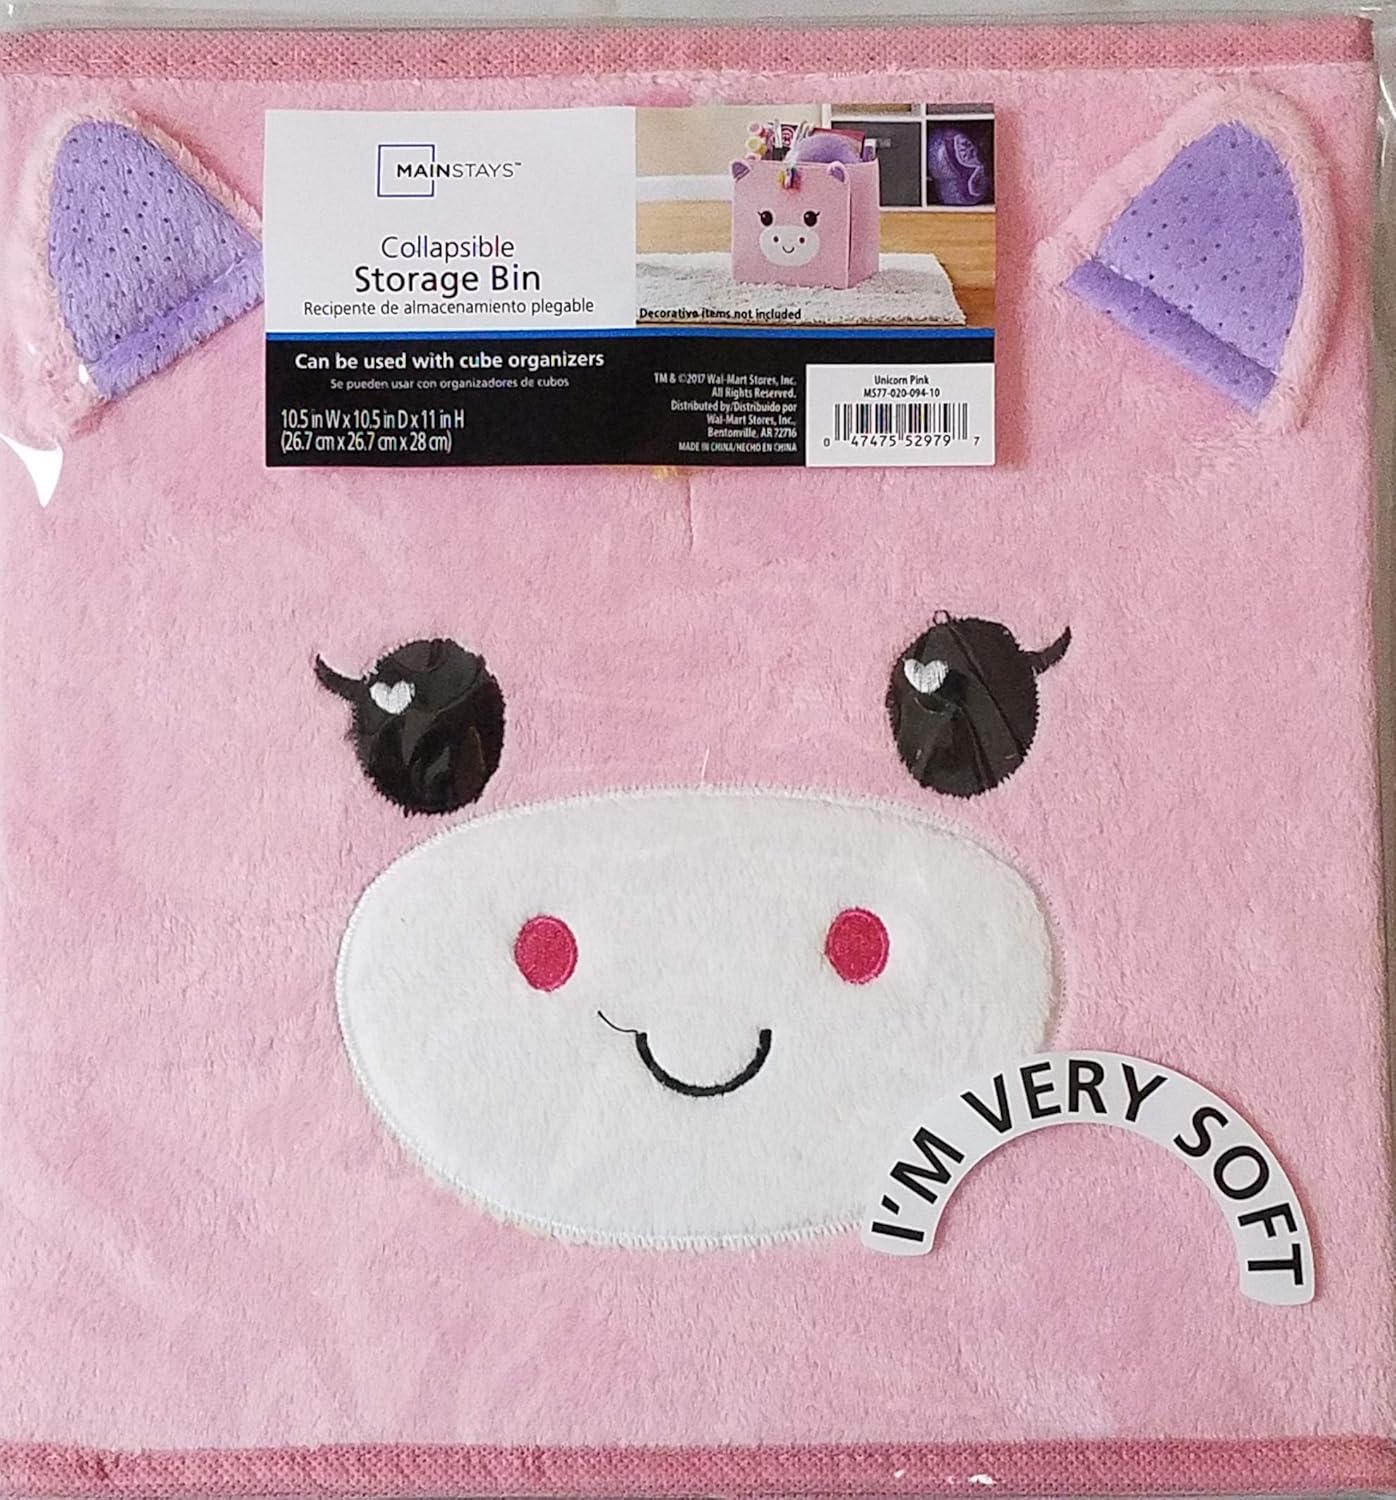 MAINSTAYS™
Collapsible
Storage Bin
Recipente de almacenamiento plegable
Decorative items not included
Can be used with cube organizers
Se pueden usar con organizadores de cubos
10.5 in W x 10.5 in D x 11 in H
(26.7 cm x 26.7 cm x 28 cm)
TM & ©2017 Wal-Mart Stores, Inc.
All Rights Reserved.
Distributed by/Distribuido por
Wal-Mart Stores, Inc.,
Bentonville, AR 72716
MADE IN CHINA/HECHO EN CHINA
Unicorn Pink
MS77-020-094-10
0 47475 52979 7
I'M VERY SOFT